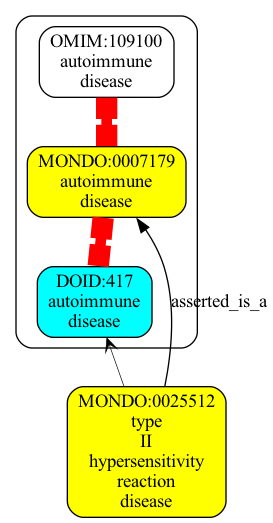 OMIM:109100
autoimmune
disease
MONDO:0007179
autoimmune
disease
DOID:417
autoimmune
disease
asserted_is_a
MONDO:0025512
type
II
hypersensitivity
reaction
disease